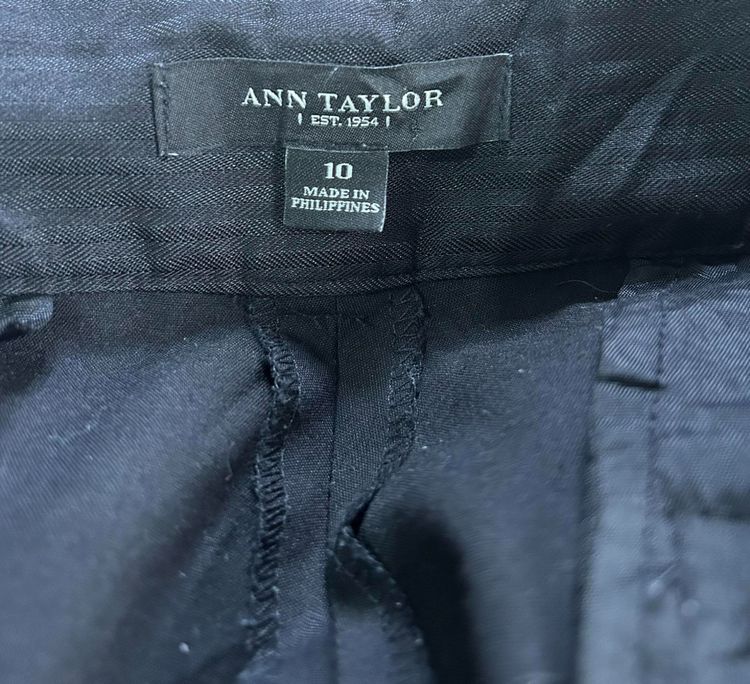 ANN TAYLOR
EST. 1954
10
MADE IN
PHILIPPINES